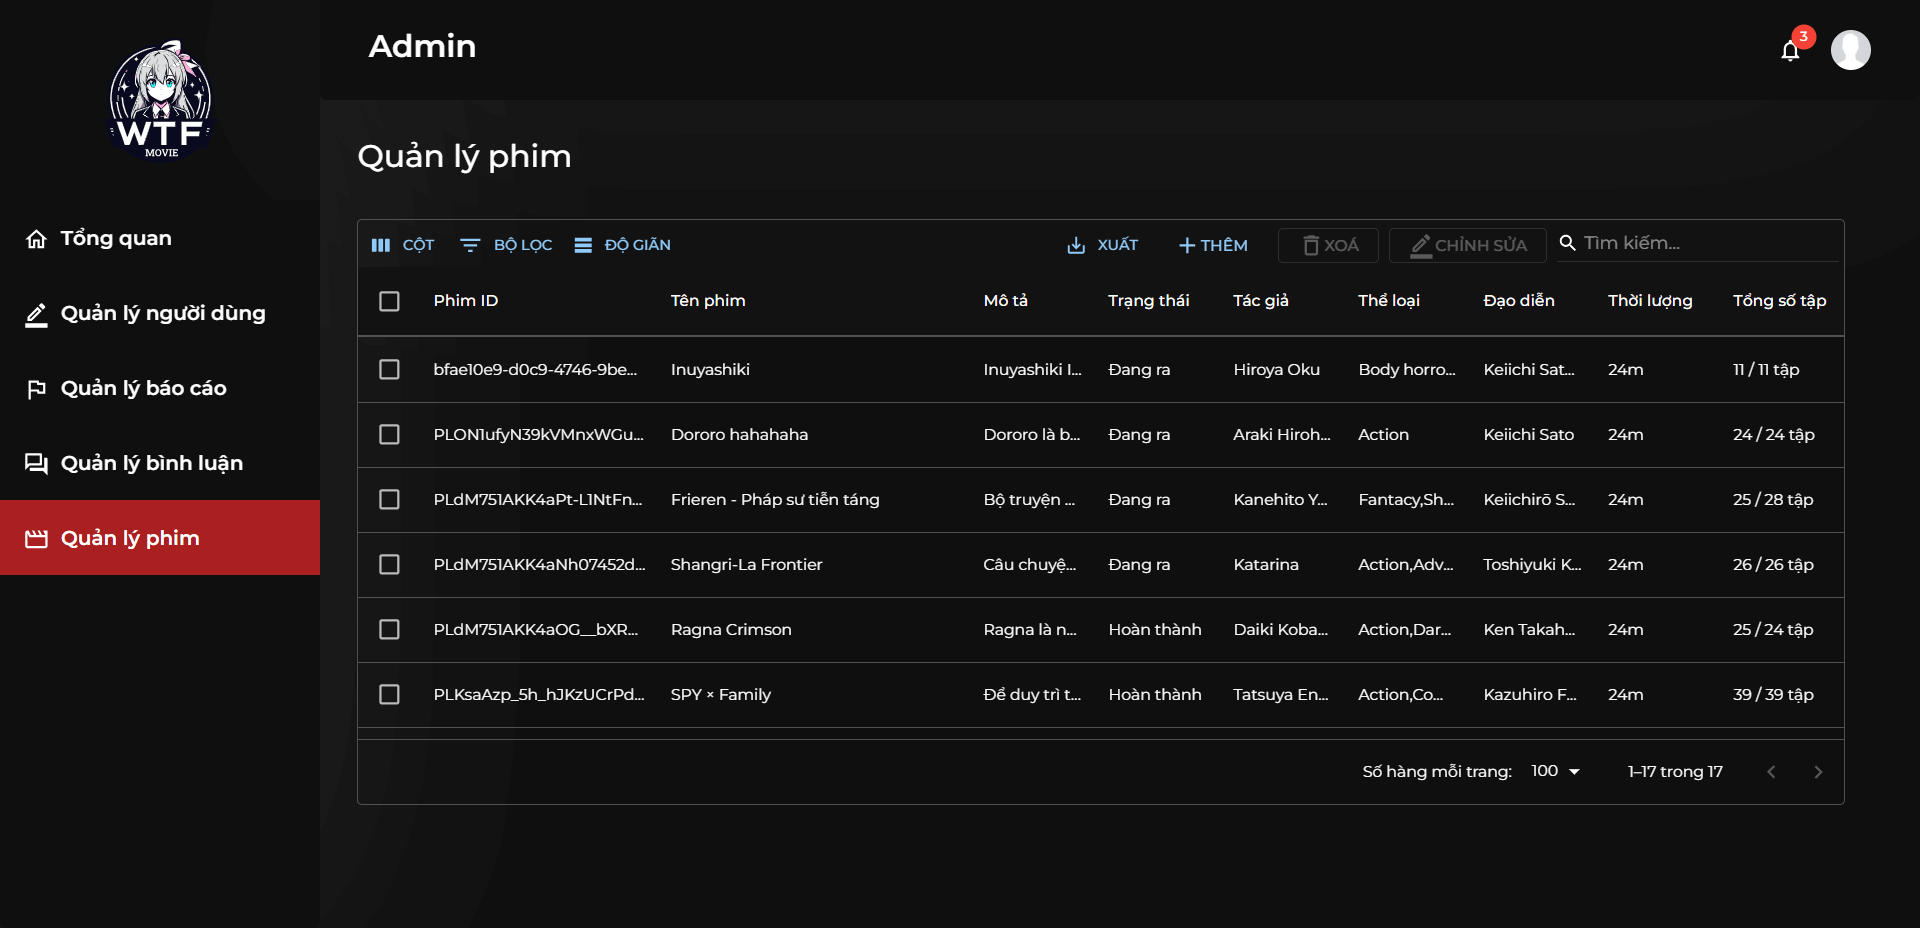 WTF
MOVIE
Admin
3
Tổng quan
Quản lý người dùng
Quản lý báo cáo
Quản lý bình luận
Quản lý phim
Quản lý phim
CỘT BỘ LỌC ĐỘ GIÃN XUẤT THÊM XOÁ CHỈNH SỬA Tìm kiếm...
Phim ID Tên phim Mô tả Trạng thái Tác giả Thể loại Đạo diễn Thời lượng Tổng số tập
bfae10e9-d0c9-4746-9be... Inuyashiki Inuyashiki I... Đang ra Hiroya Oku Body horro... Keiichi Sat... 24m 11 / 11 tập
PLON1ufyN39kVMnxWGu... Dororo hahahaha Dororo là b... Đang ra Araki Hiroh... Action Keiichi Sato 24m 24 / 24 tập
PLdM751AKK4aPt-L1NtFn... Frieren - Pháp sư tiễn táng Bộ truyện ... Đang ra Kanehito Y... Fantacy,Sh... Keiichirō S... 24m 25 / 28 tập
PLdM751AKK4aNh07452d... Shangri-La Frontier Câu chuyệ... Đang ra Katarina Action,Adv... Toshiyuki K... 24m 26 / 26 tập
PLdM751AKK4aOG__bXR... Ragna Crimson Ragna là n... Hoàn thành Daiki Koba... Action,Dar... Ken Takah... 24m 25 / 24 tập
PLKsaAzp_5h_hJKzUCrPd... SPY × Family Để duy trì t... Hoàn thành Tatsuya En... Action,Co... Kazuhiro F... 24m 39 / 39 tập
Số hàng mỗi trang: 100 1–17 trong 17